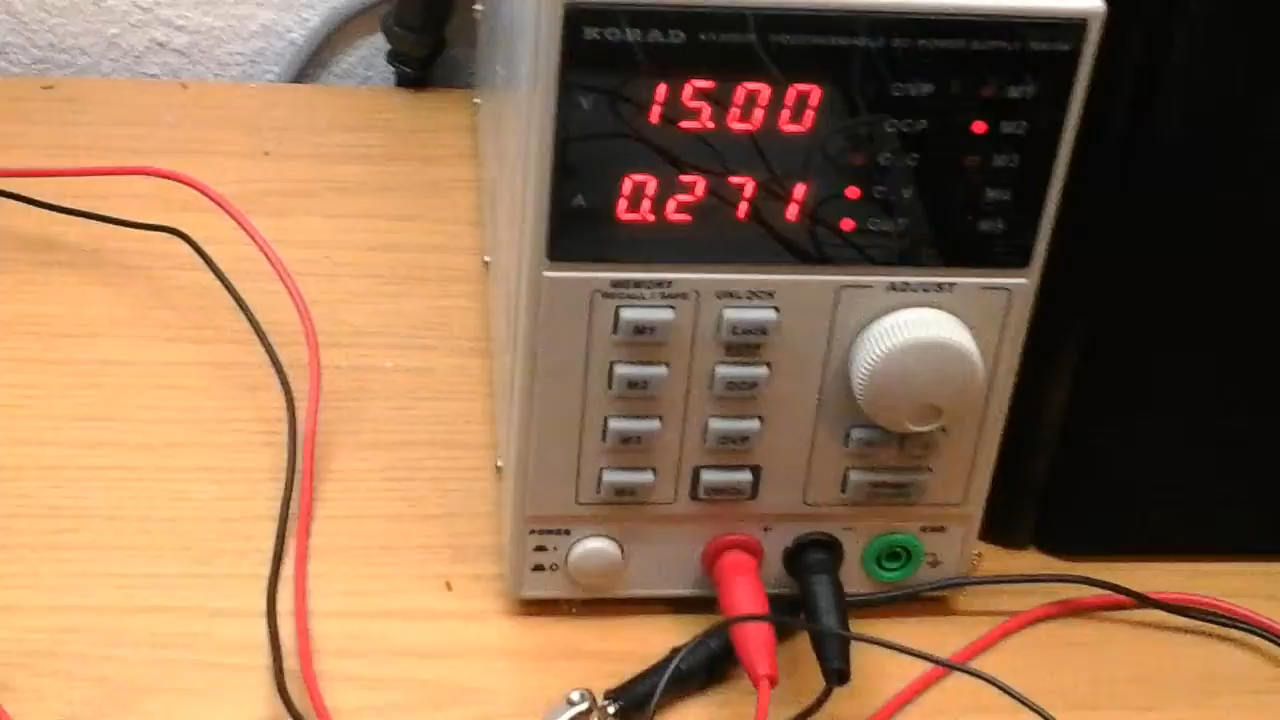 KORAD
V 15.00 OVP M1
OCP M2
C.C M3
A 0.271 C.V M4
OUT M5
MEMORY
RECALL / SAVE
UNLOCK
ADJUST
M1 Lock
M2 OCP
M3 OVP
M4
POWER
+ -
GND